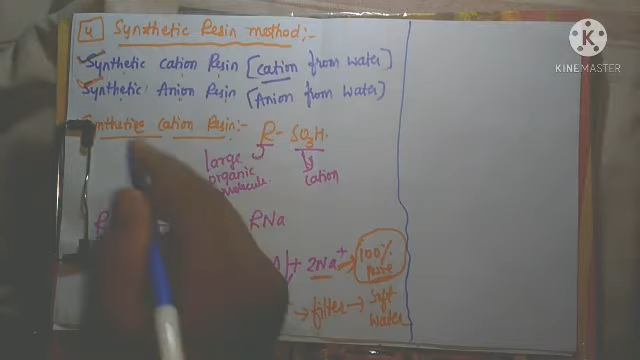 4 Synthetic Resin method:-
Synthetic Cation Resin [cation from water]
Synthetic Anion Resin [Anion from water]
Synthetic Cation Resin:- R-SO3H.
large
organic
molecule.
cation
RNa
+ 2Na+ → 100%
Pure
→ filter → Soft
water
KINEMASTER